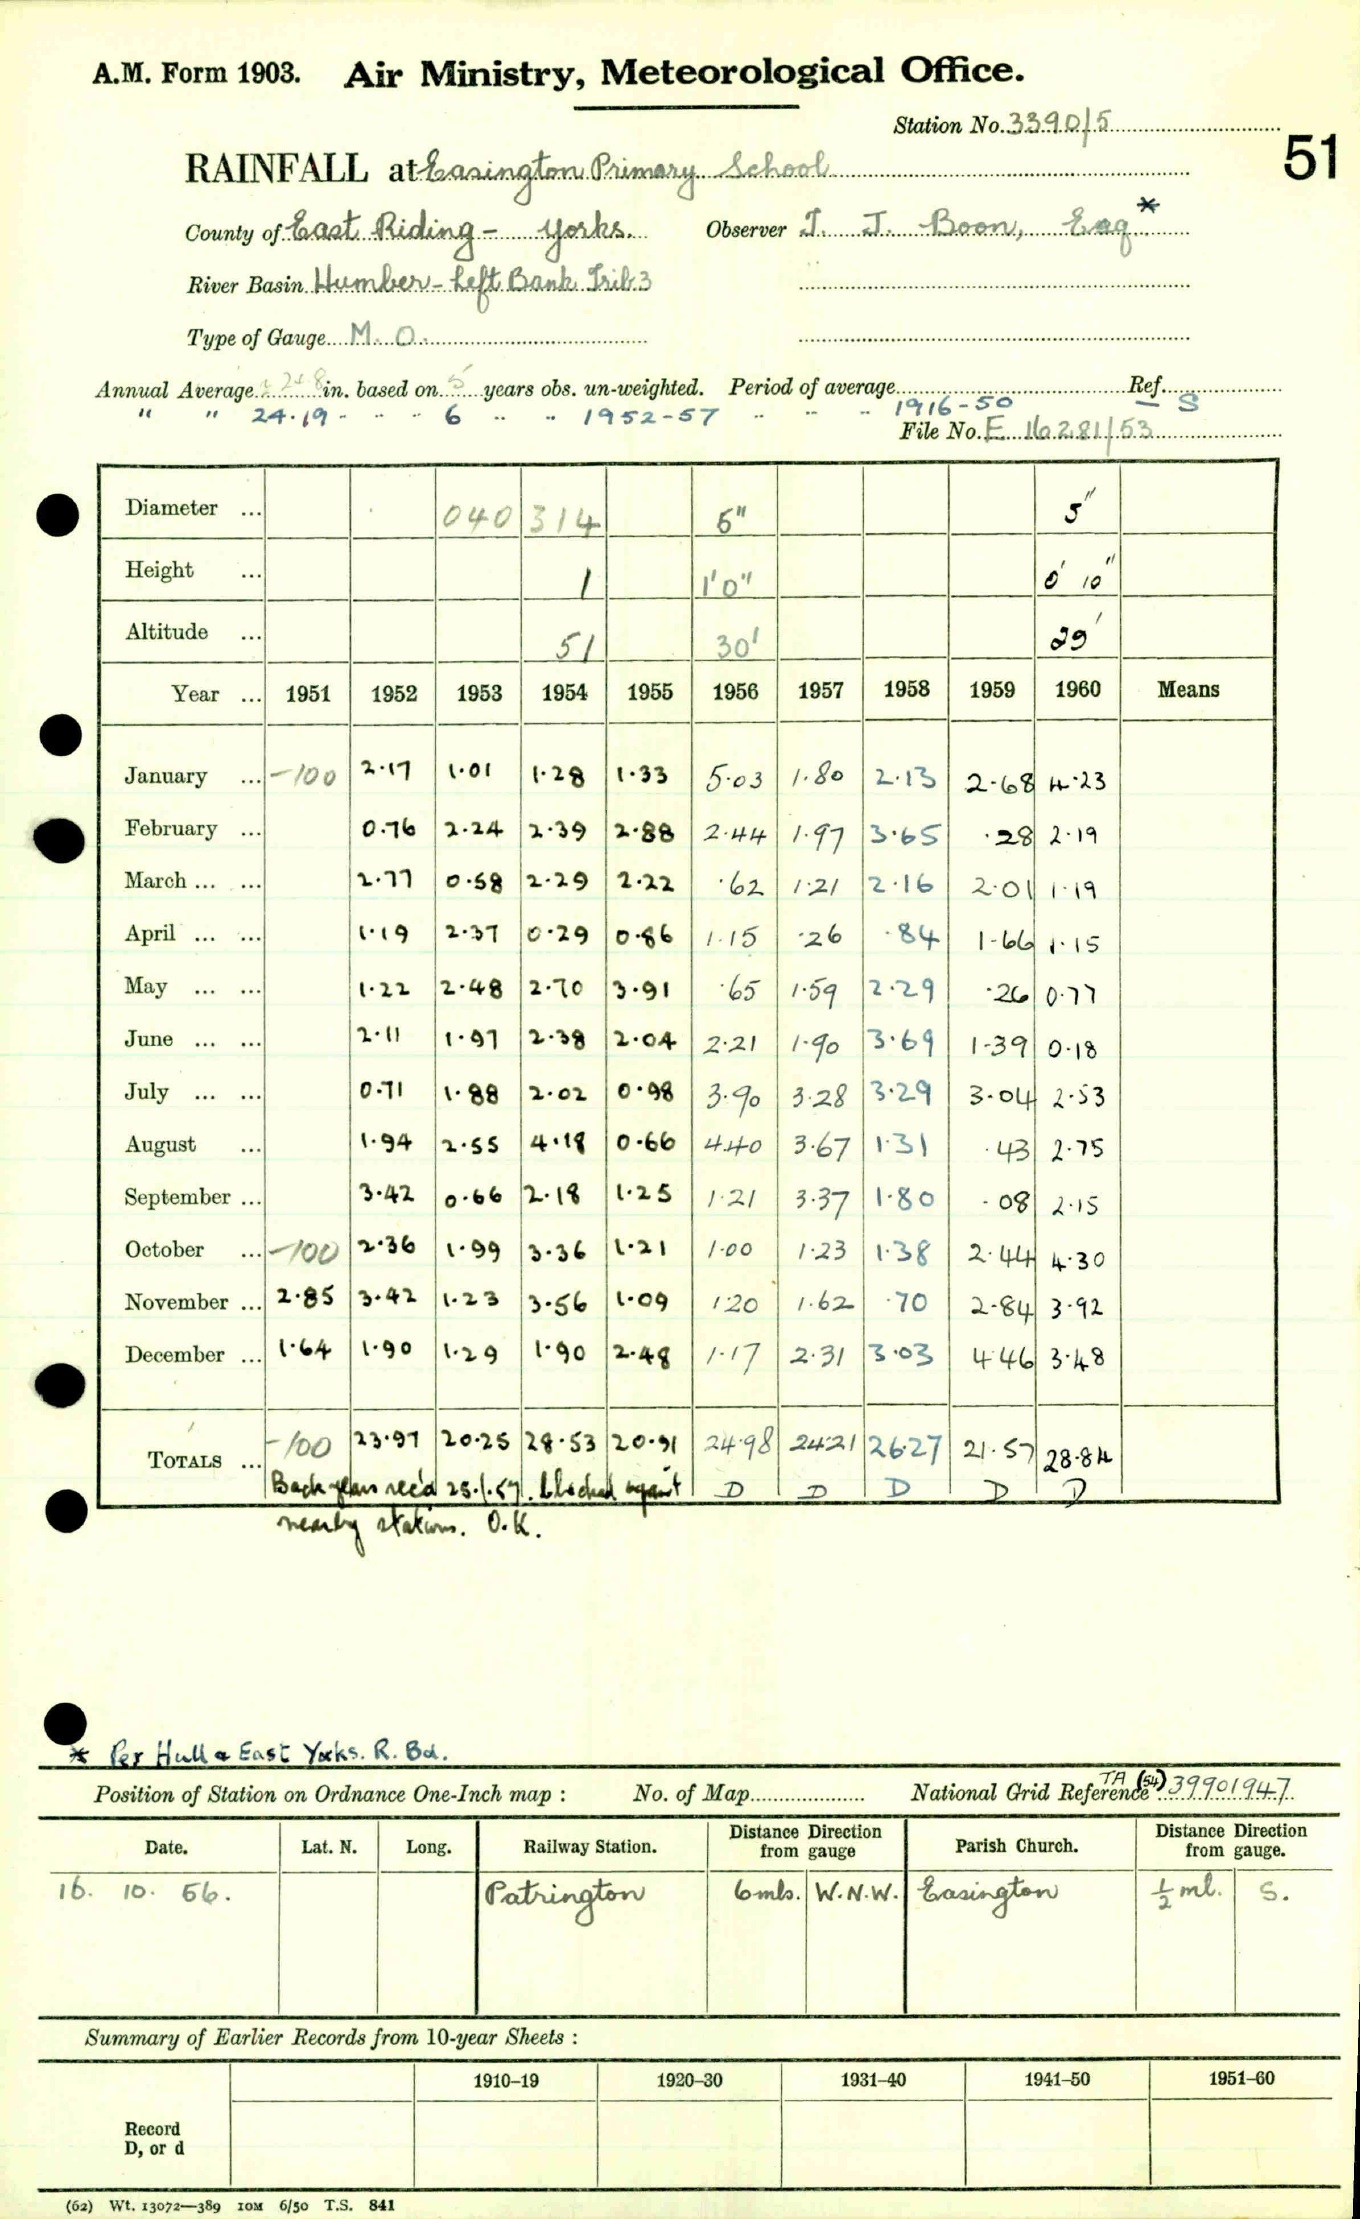 A.M. Form 1903. Air Ministry, Meteorological Office.
Station No. 3390/5
51
RAINFALL at Easington Primary School
County of East Riding - Yorks. Observer T. J. Boon, Esq *
River Basin Humber - Left Bank Trib 3
Type of Gauge M. O.
Annual Average in. based on 5 years obs. un-weighted. Period of average Ref.
" " 24.19 " " " 6 " " 1952-57 " " " 1916-50 — S
File No. E 16281/53
Diameter ... 040 314 5" 5"
Height ... 1 1'0" 0' 10"
Altitude ... 51 30' 29'
Year ... 1951 1952 1953 1954 1955 1956 1957 1958 1959 1960 Means
January ... -100 2.17 1.01 1.28 1.33 5.03 1.80 2.13 2.68 4.23
February ... 0.76 2.24 2.39 2.88 2.44 1.97 3.65 .28 2.19
March ... ... 2.77 0.58 2.29 2.22 .62 1.21 2.16 2.01 1.19
April ... ... 1.19 2.37 0.29 0.86 1.15 .26 .84 1.66 1.15
May ... ... 1.22 2.48 2.70 3.91 .65 1.59 2.29 .26 0.77
June ... ... 2.11 1.97 2.38 2.04 2.21 1.90 3.69 1.39 0.18
July ... ... 0.71 1.88 2.02 0.98 3.90 3.28 3.29 3.04 2.53
August ... 1.94 2.55 4.18 0.66 4.40 3.67 1.31 .43 2.75
September ... 3.42 0.66 2.18 1.25 1.21 3.37 1.80 .08 2.15
October ... -100 2.36 1.99 3.36 1.21 1.00 1.23 1.38 2.44 4.30
November ... 2.85 3.42 1.23 3.56 1.09 1.20 1.62 .70 2.84 3.92
December ... 1.64 1.90 1.29 1.90 2.48 1.17 2.31 3.03 4.46 3.48
TOTALS ... -100 23.97 20.25 28.53 20.91 24.98 24.21 26.27 21.57 28.84
Back years rec'd 25.1.57. Checked against D D D D D
nearby stations. O.K.
* Per Hull & East Yorks. R. Bd.
Position of Station on Ordnance One-Inch map : No. of Map National Grid Reference TA (54) 39901947
Date. Lat. N. Long. Railway Station. Distance Direction from gauge Parish Church. Distance Direction from gauge.
16. 10. 56. Patrington 6 mls. W.N.W. Easington ½ ml. S.
Summary of Earlier Records from 10-year Sheets :
1910–19 1920–30 1931–40 1941–50 1951–60
Record
D, or d
(62) Wt. 13072—389 10M 6/50 T.S. 841